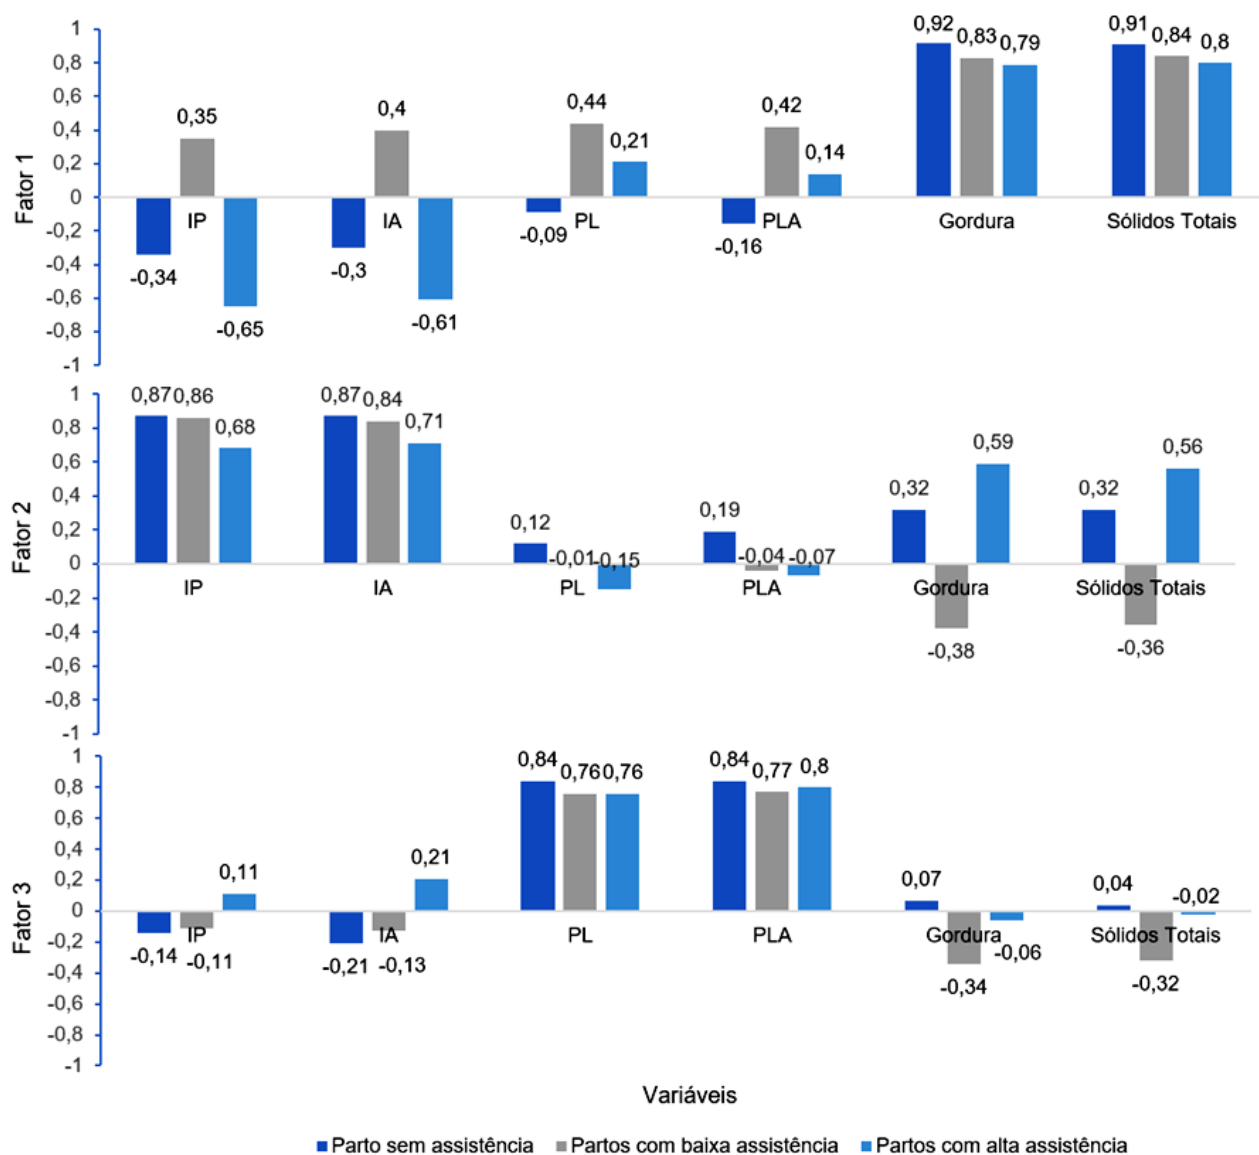 1
0,8
0,6
0,4
0,2
0
-0,2
-0,4
-0,6
-0,8
-1
Fator 1
0,35
0,4
0,44
0,21
0,42
0,14
0,92 0,83 0,79
0,91 0,84 0,8
IP
IA
PL
PLA
Gordura
Sólidos Totais
-0,34
-0,65
-0,3
-0,61
-0,09
-0,16
1
0,8
0,6
0,4
0,2
0
-0,2
-0,4
-0,6
-0,8
-1
Fator 2
0,87 0,86 0,68
0,87 0,84 0,71
0,12 -0,01 -0,15
0,19 -0,04 -0,07
0,32 0,59
0,32 0,56
IP
IA
PL
PLA
Gordura
Sólidos Totais
-0,38
-0,36
1
0,8
0,6
0,4
0,2
0
-0,2
-0,4
-0,6
-0,8
-1
Fator 3
0,11
0,21
0,84 0,76 0,76
0,84 0,77 0,8
0,07
0,04 -0,02
IP
IA
PL
PLA
Gordura
Sólidos Totais
-0,14 -0,11
-0,21 -0,13
-0,34 -0,06
-0,32
Variáveis
Parto sem assistência Partos com baixa assistência Partos com alta assistência